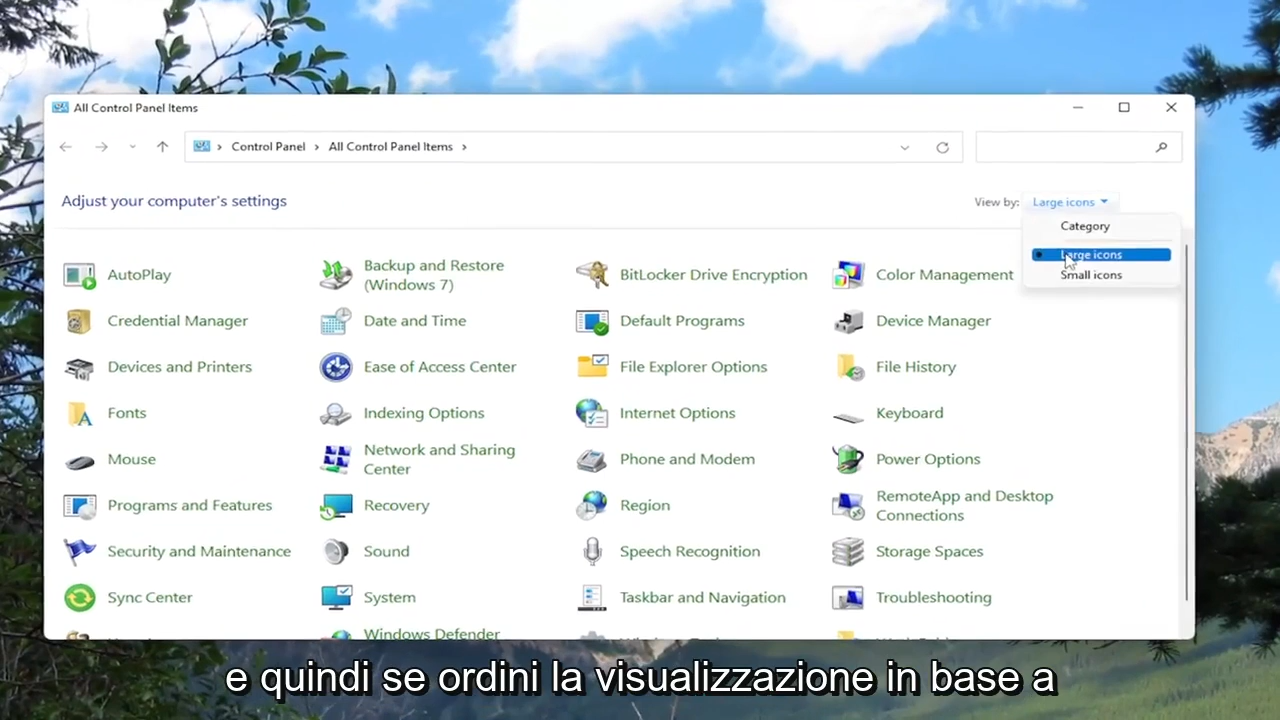 All Control Panel Items
Control Panel
All Control Panel Items
Adjust your computer's settings
View by:
Large icons
Category
Large icons
Small icons
AutoPlay
Backup and Restore
(Windows 7)
BitLocker Drive Encryption
Color Management
Credential Manager
Date and Time
Default Programs
Device Manager
Devices and Printers
Ease of Access Center
File Explorer Options
File History
Fonts
Indexing Options
Internet Options
Keyboard
Mouse
Network and Sharing
Center
Phone and Modem
Power Options
Programs and Features
Recovery
Region
RemoteApp and Desktop
Connections
Security and Maintenance
Sound
Speech Recognition
Storage Spaces
Sync Center
System
Taskbar and Navigation
Troubleshooting
Windows Defender
e quindi se ordini la visualizzazione in base a